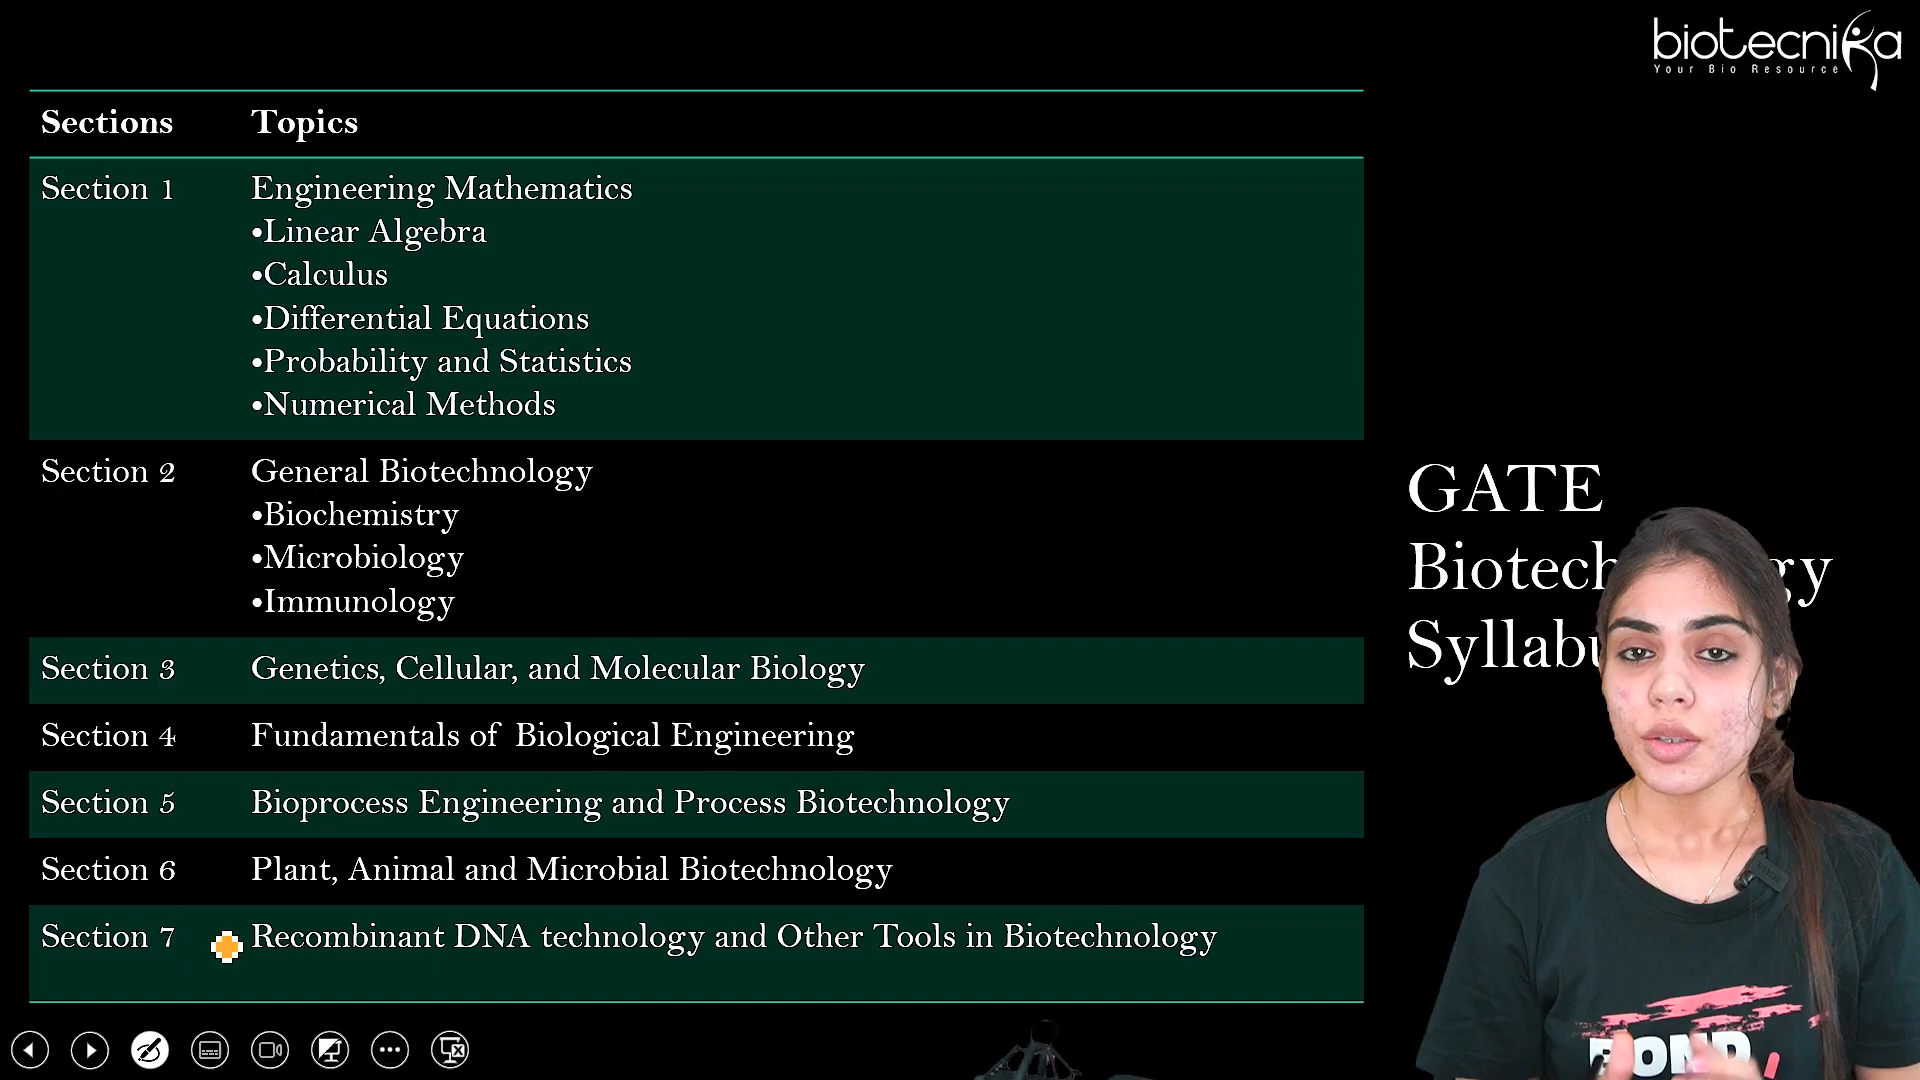 biotecnika
Your Bio Resource
Sections Topics
Section 1 Engineering Mathematics
•Linear Algebra
•Calculus
•Differential Equations
•Probability and Statistics
•Numerical Methods
Section 2 General Biotechnology
•Biochemistry
•Microbiology
•Immunology
Section 3 Genetics, Cellular, and Molecular Biology
Section 4 Fundamentals of Biological Engineering
Section 5 Bioprocess Engineering and Process Biotechnology
Section 6 Plant, Animal and Microbial Biotechnology
Section 7 Recombinant DNA technology and Other Tools in Biotechnology
GATE